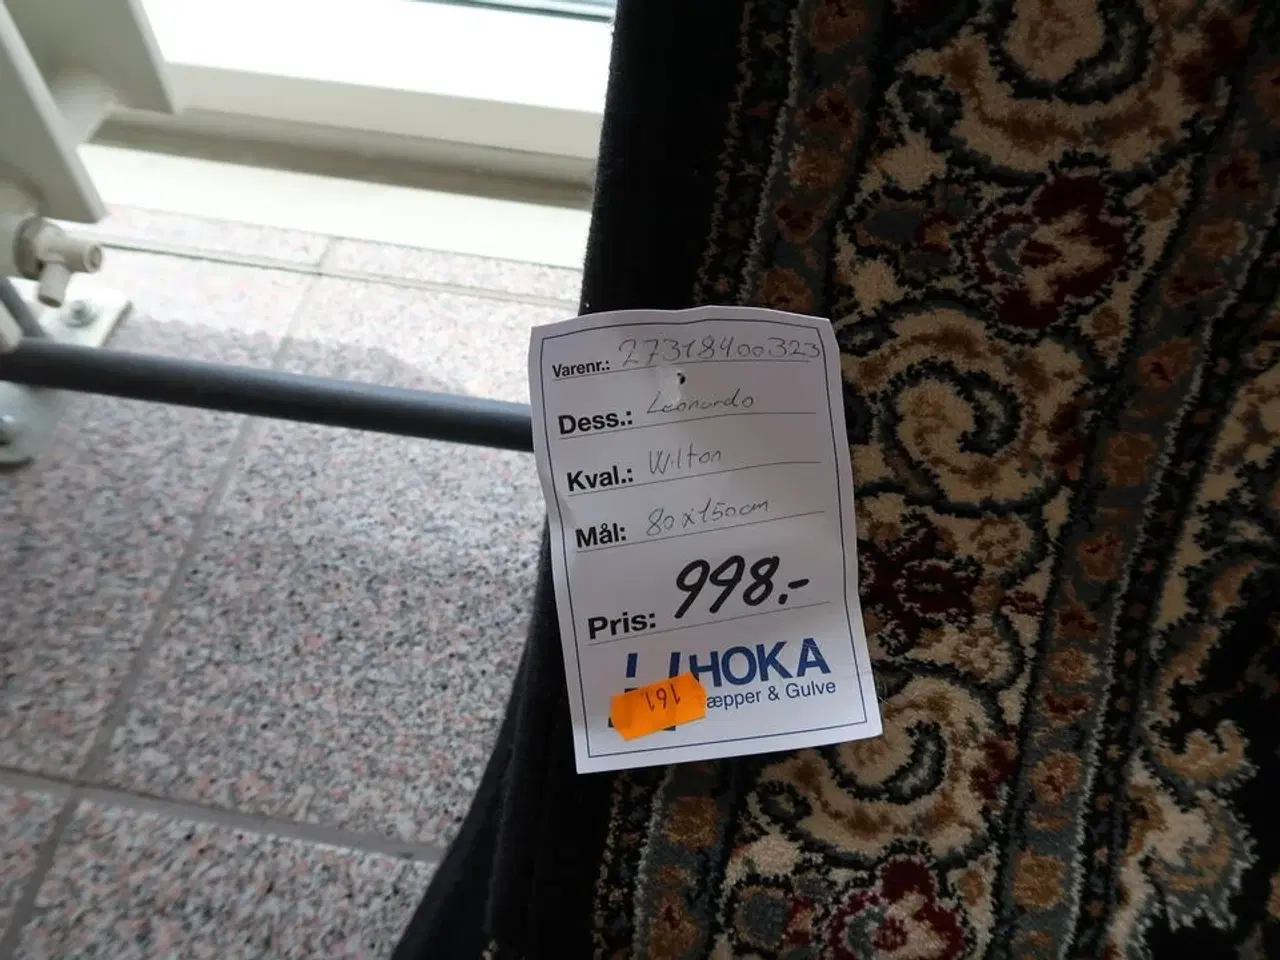 Varenr.: 27318400323
Dess.: Leonardo
Kval.: Wilton
Mål: 80x150cm
Pris: 998.-
HOKA
æpper & Gulve
161